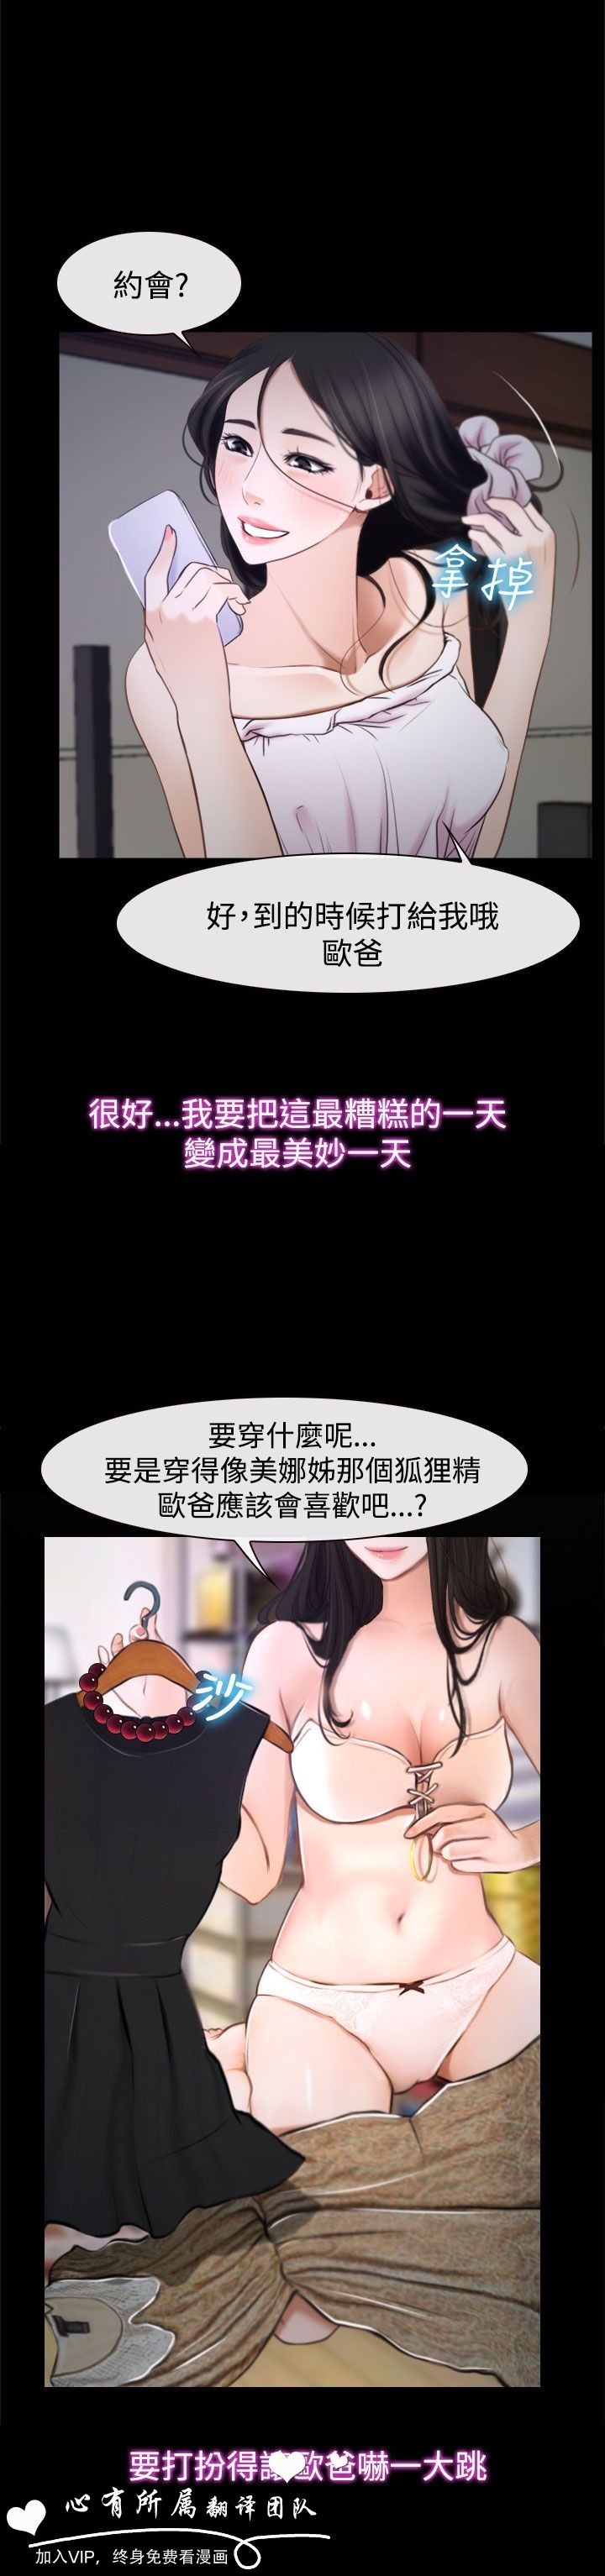 約會?
拿掉
好，到的時候打給我哦
歐爸
很好...我要把這最糟糕的一天
變成最美妙一天
要穿什麼呢...
要是穿得像美娜姊那個狐狸精
歐爸應該會喜歡吧...?
沙
要打扮得讓歐爸嚇一大跳
心有所属翻译团队
加入VIP，终身免费看漫画